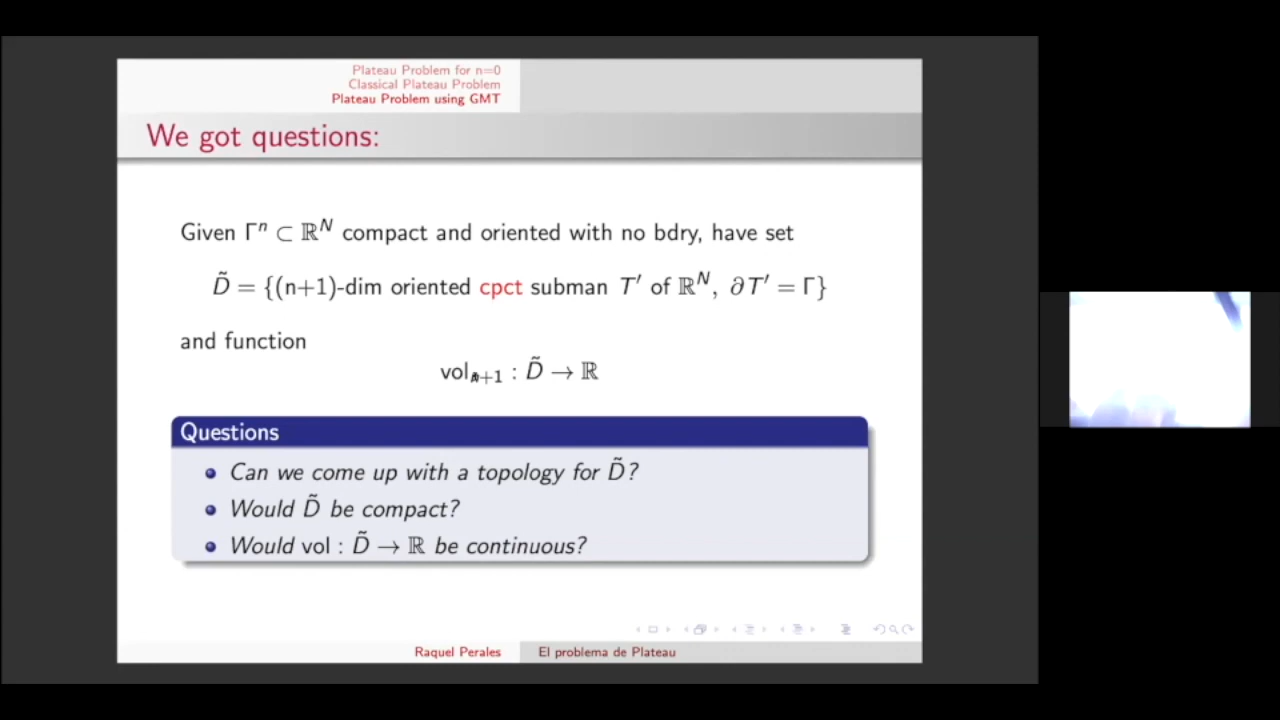 Plateau Problem for n=0
Classical Plateau Problem
Plateau Problem using GMT
We got questions:
Given Γⁿ ⊂ ℝᴺ compact and oriented with no bdry, have set
D̃ = {(n+1)-dim oriented cpct subman T′ of ℝᴺ, ∂T′ = Γ}
and function
vol_{n+1} : D̃ → ℝ
Questions
Can we come up with a topology for D̃?
Would D̃ be compact?
Would vol : D̃ → ℝ be continuous?
Raquel Perales El problema de Plateau